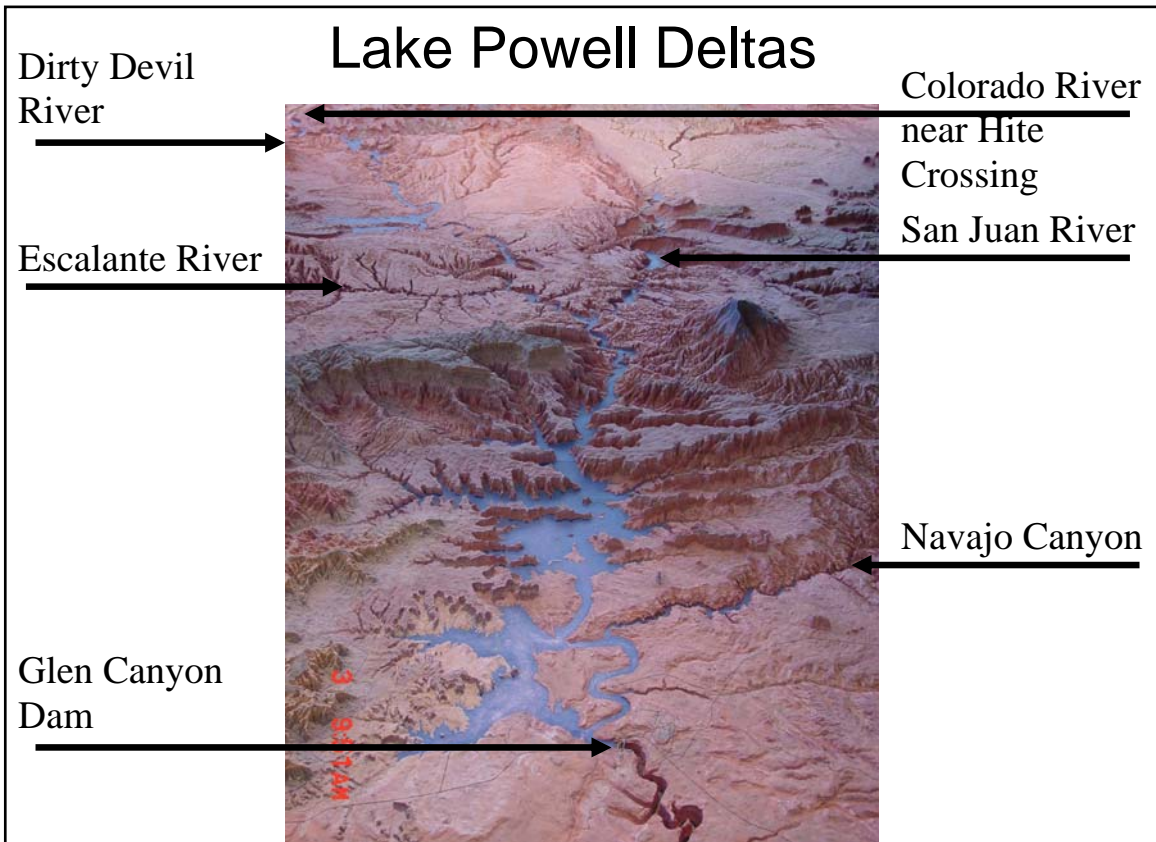 Lake Powell Deltas
Dirty Devil
River
Colorado River
near Hite
Crossing
San Juan River
Escalante River
Navajo Canyon
Glen Canyon
Dam